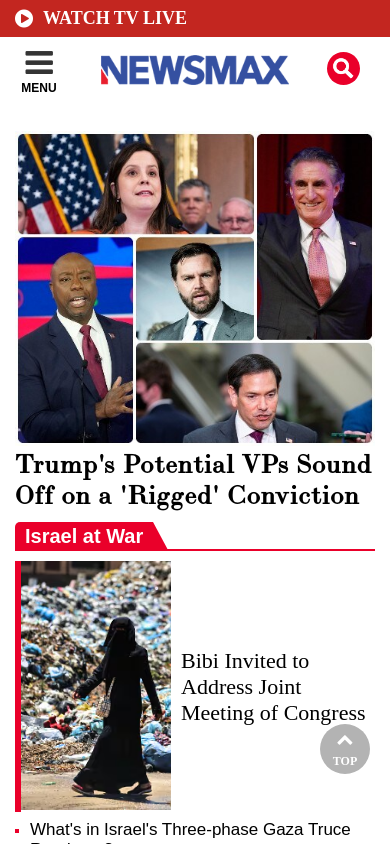 WATCH TV LIVE
MENU
NEWSMAX
Trump's Potential VPs Sound
Off on a 'Rigged' Conviction
Israel at War
Bibi Invited to
Address Joint
Meeting of Congress
TOP
What's in Israel's Three-phase Gaza Truce